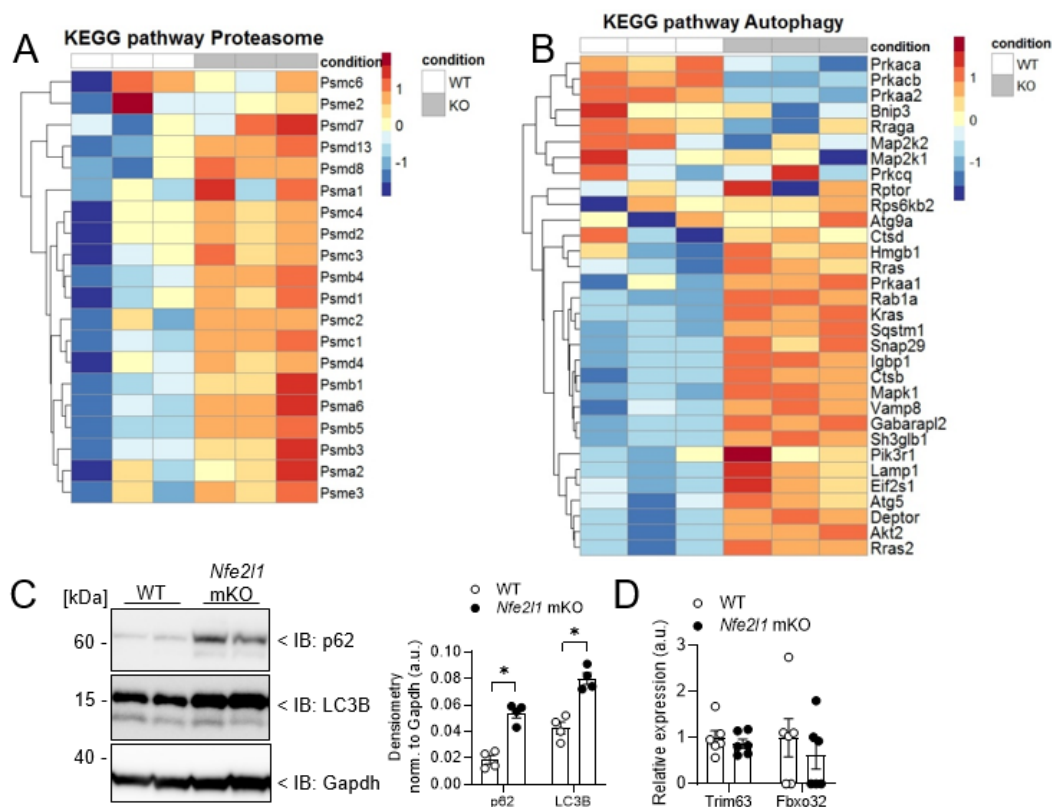 A
KEGG pathway Proteasome
condition
Psmc6
Psme2
Psmd7
Psmd13
Psmd8
Psma1
Psmc4
Psmd2
Psmc3
Psmb4
Psmd1
Psmc2
Psmc1
Psmd4
Psmb1
Psma6
Psmb5
Psmb3
Psma2
Psme3
1
0
-1
condition
WT
KO
B
KEGG pathway Autophagy
condition
Prkaca
Prkacb
Prkaa2
Bnip3
Rraga
Map2k2
Map2k1
Prkcq
Rptor
Rps6kb2
Atg9a
Ctsd
Hmgb1
Rras
Prkaa1
Rab1a
Kras
Sqstm1
Snap29
Igbp1
Ctsb
Mapk1
Vamp8
Gabarapl2
Sh3glb1
Pik3r1
Lamp1
Eif2s1
Atg5
Deptor
Akt2
Rras2
1
0
-1
condition
WT
KO
C
[kDa]
WT
Nfe2l1
mKO
60 -
< IB: p62
15 -
< IB: LC3B
40 -
< IB: Gapdh
WT
Nfe2l1 mKO
Densiometry
norm. to Gapdh (a.u.)
0.10
0.08
0.06
0.04
0.02
0.00
*
*
p62
LC3B
D
WT
Nfe2l1 mKO
Relative expression (a.u.)
3
2
1
0
Trim63
Fbxo32